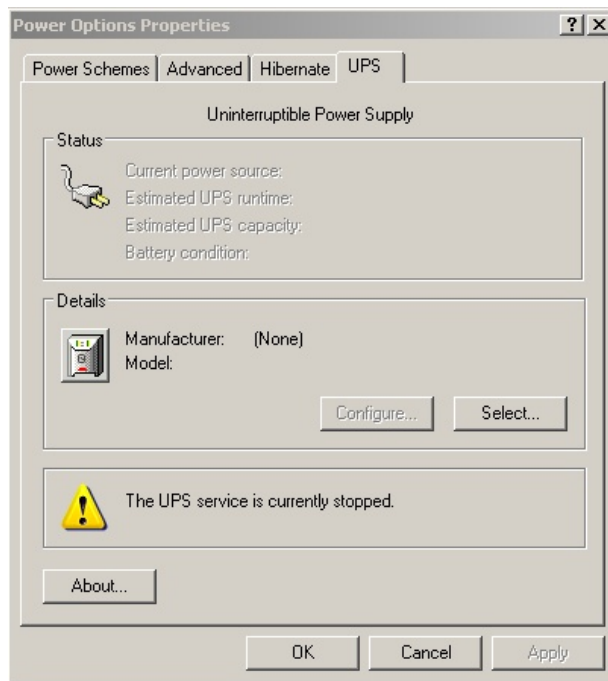 Power Options Properties
Power Schemes Advanced Hibernate UPS
Uninterruptible Power Supply
Status
Current power source:
Estimated UPS runtime:
Estimated UPS capacity:
Battery condition:
Details
Manufacturer: (None)
Model:
Configure... Select...
The UPS service is currently stopped.
About...
OK Cancel Apply